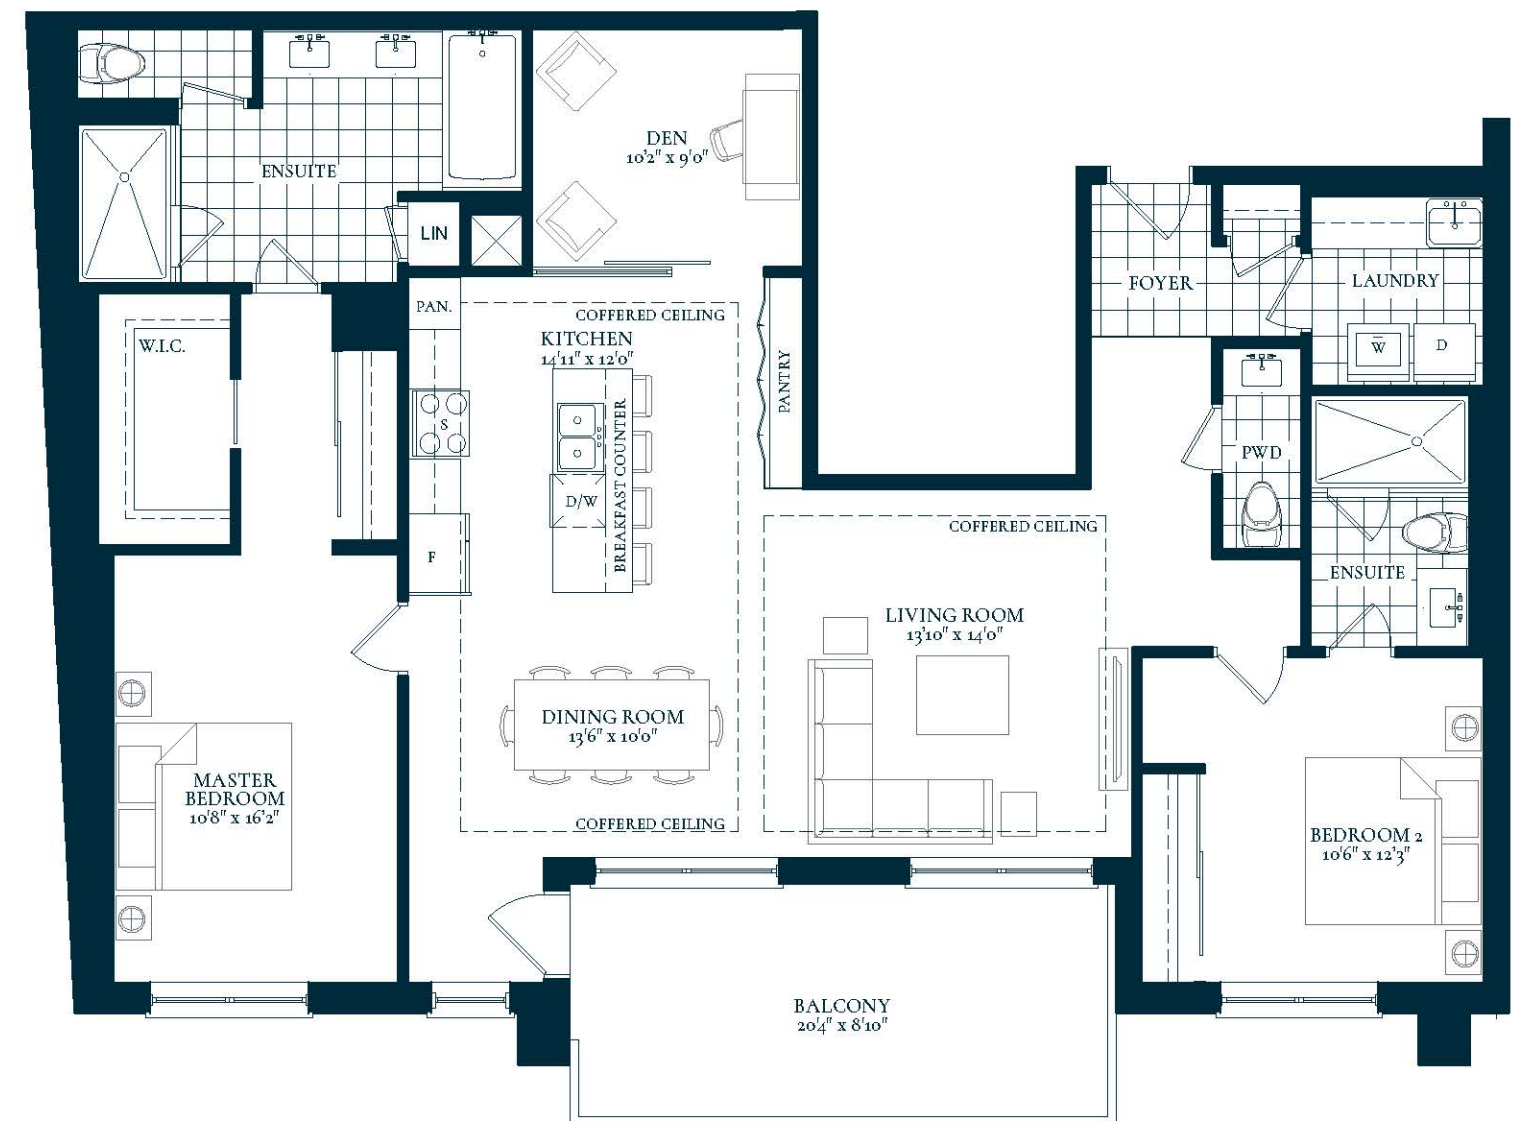 DEN
10'2" x 9'0"
ENSUITE
LIN
FOYER
LAUNDRY
PAN.
COFFERED CEILING
KITCHEN
14'11" x 12'0"
W.I.C.
W
D
PANTRY
S
BREAKFAST COUNTER
PWD
D/W
COFFERED CEILING
F
ENSUITE
LIVING ROOM
13'10" x 14'0"
DINING ROOM
13'6" x 10'0"
MASTER
BEDROOM
10'8" x 16'2"
COFFERED CEILING
BEDROOM 2
10'6" x 12'3"
BALCONY
20'4" x 8'10"